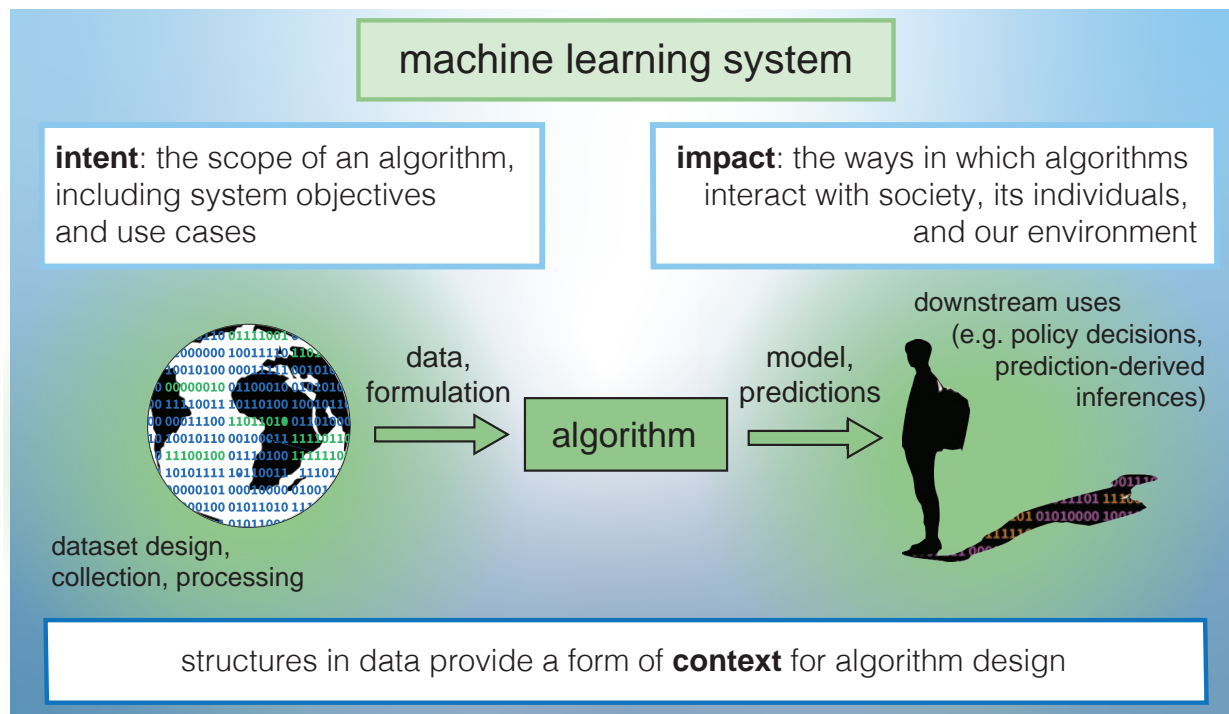 machine learning system
intent: the scope of an algorithm,
including system objectives
and use cases
impact: the ways in which algorithms
interact with society, its individuals,
and our environment
dataset design,
collection, processing
data,
formulation
algorithm
model,
predictions
downstream uses
(e.g. policy decisions,
prediction-derived
inferences)
structures in data provide a form of context for algorithm design